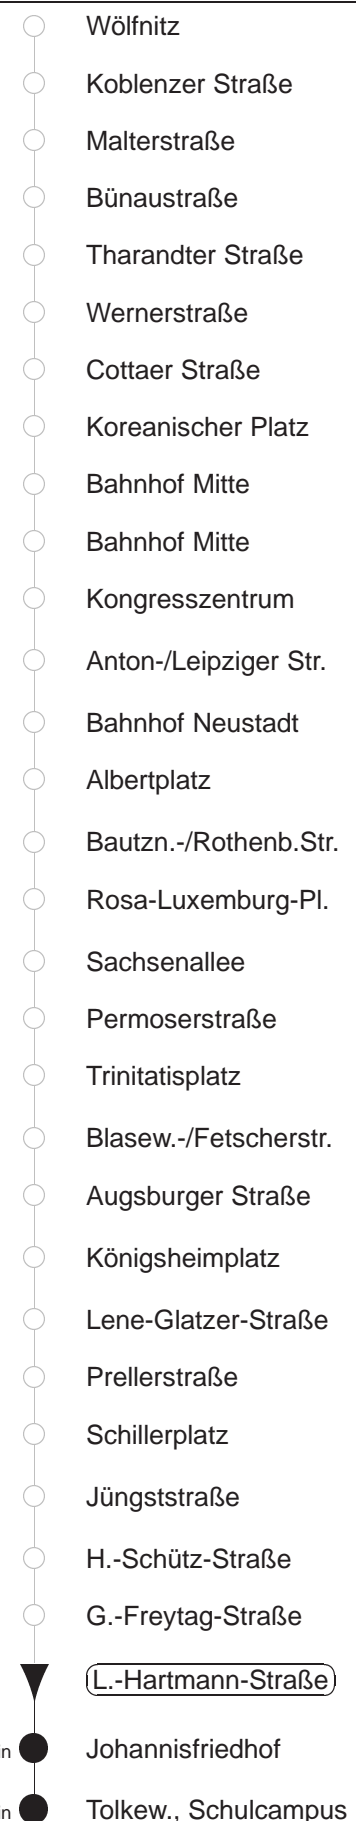 Wölfnitz
Koblenzer Straße
Malterstraße
Bünaustraße
Tharandter Straße
Wernerstraße
Cottaer Straße
Koreanischer Platz
Bahnhof Mitte
Bahnhof Mitte
Kongresszentrum
Anton-/Leipziger Str.
Bahnhof Neustadt
Albertplatz
Bautzn.-/Rothenb.Str.
Rosa-Luxemburg-Pl.
Sachsenallee
Permoserstraße
Trinitatisplatz
Blasew.-/Fetscherstr.
Augsburger Straße
Königsheimplatz
Lene-Glatzer-Straße
Prellerstraße
Schillerplatz
Jüngststraße
H.-Schütz-Straße
G.-Freytag-Straße
L.-Hartmann-Straße
Johannisfriedhof
Tolkew., Schulcampus